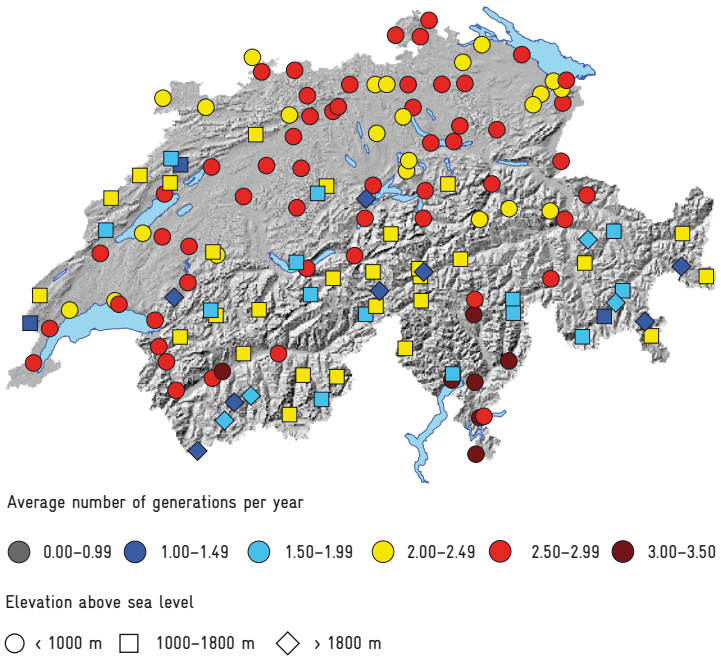 Average number of generations per year
0.00–0.99 1.00–1.49 1.50–1.99 2.00–2.49 2.50–2.99 3.00–3.50
Elevation above sea level
< 1000 m 1000–1800 m > 1800 m